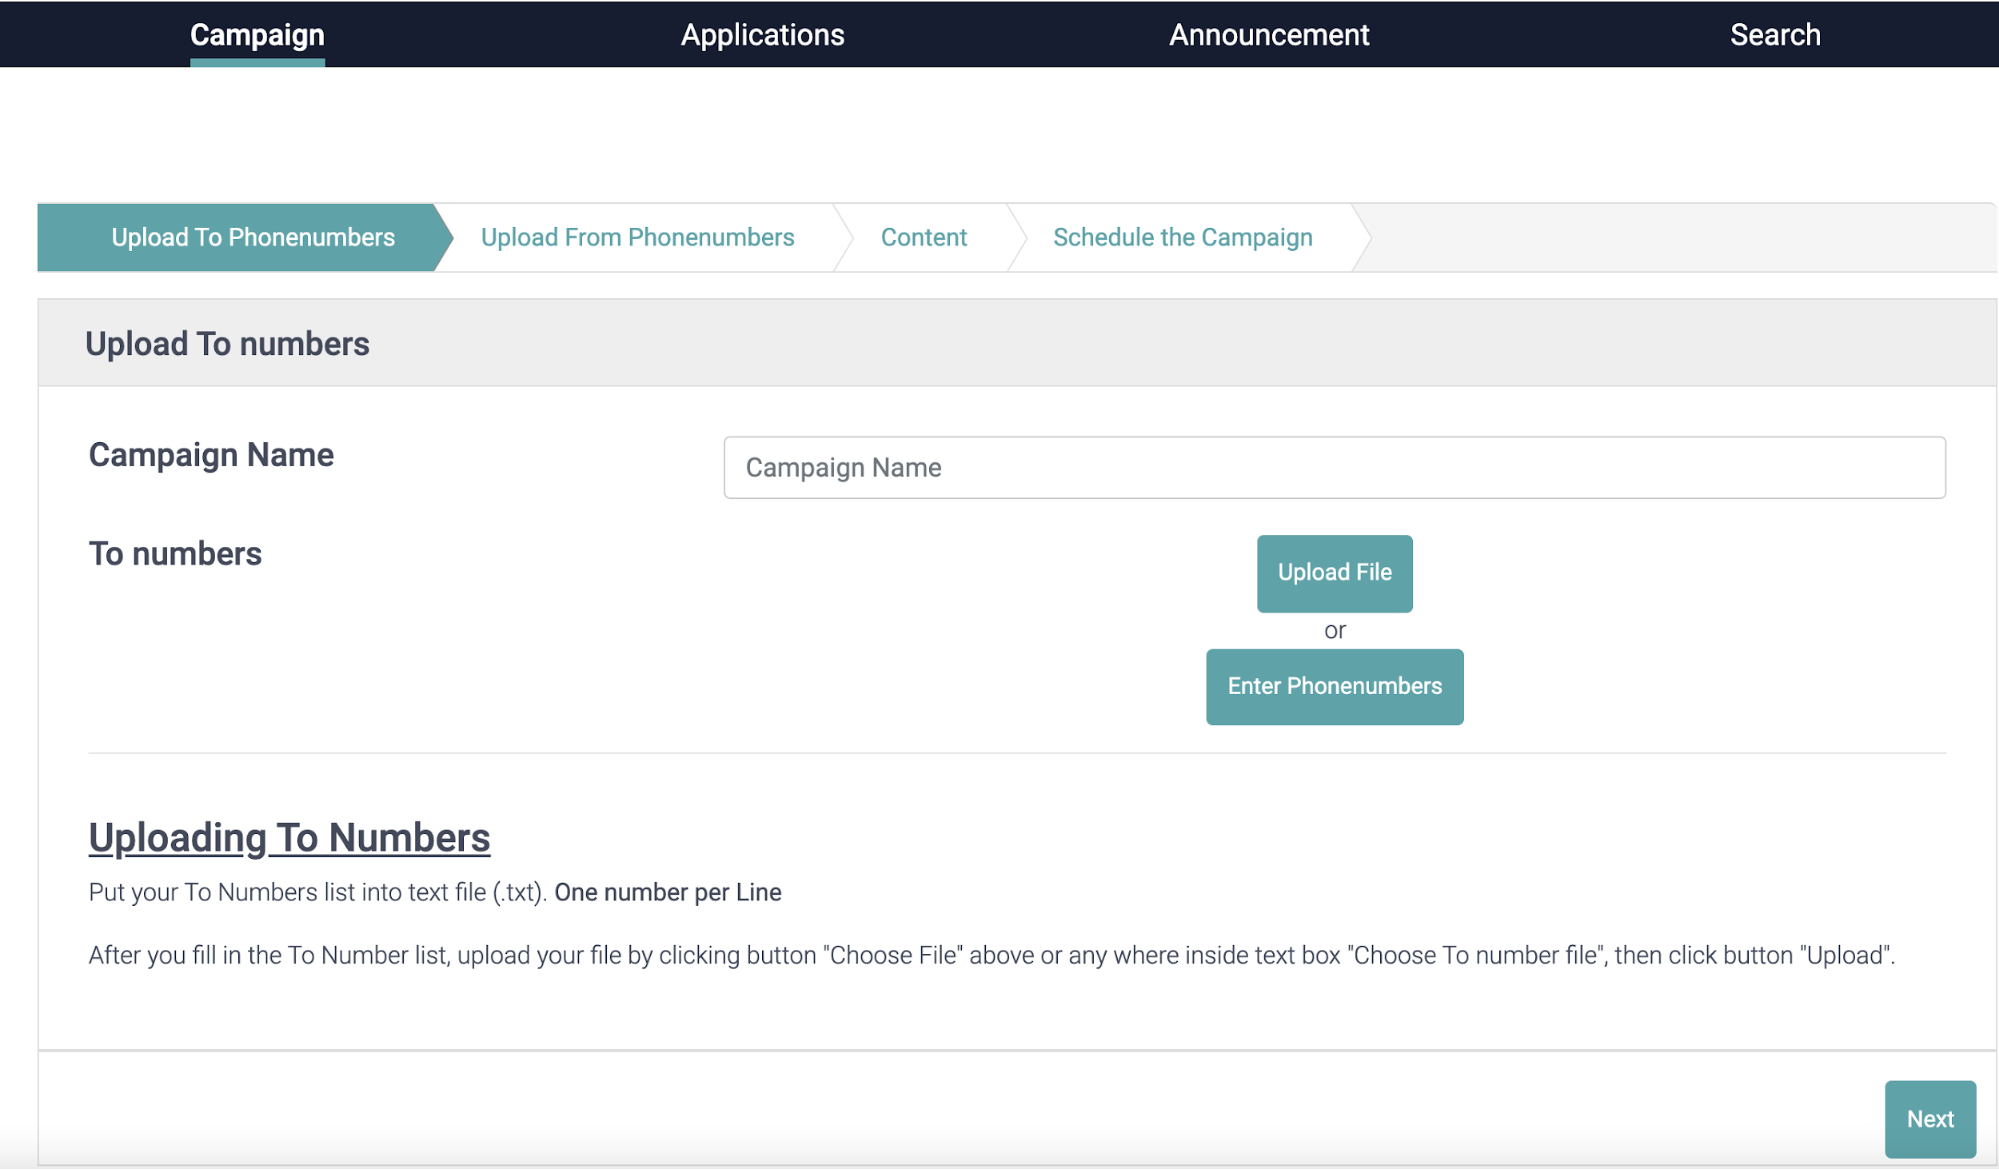 Campaign Applications Announcement Search
Upload To Phonenumbers Upload From Phonenumbers Content Schedule the Campaign
Upload To numbers
Campaign Name Campaign Name
To numbers Upload File
or
Enter Phonenumbers
Uploading To Numbers
Put your To Numbers list into text file (.txt). One number per Line
After you fill in the To Number list, upload your file by clicking button "Choose File" above or any where inside text box "Choose To number file", then click button "Upload".
Next